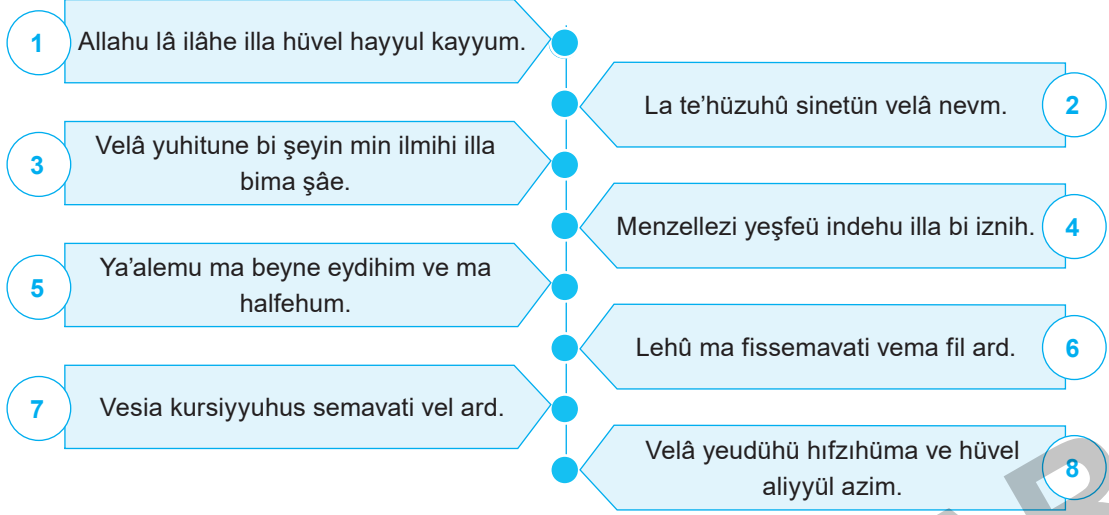 1
Allahu lâ ilâhe illa hüvel hayyul kayyum.
La te’hüzuhû sinetün velâ nevm.
2
3
Velâ yuhitune bi şeyin min ilmihi illa
bima şâe.
Menzellezi yeşfeü indehu illa bi iznih.
4
5
Ya’alemu ma beyne eydihim ve ma
halfehum.
Lehû ma fissemavati vema fil ard.
6
7
Vesia kursiyyuhus semavati vel ard.
Velâ yeudühü hıfzıhüma ve hüvel
aliyyül azim.
8